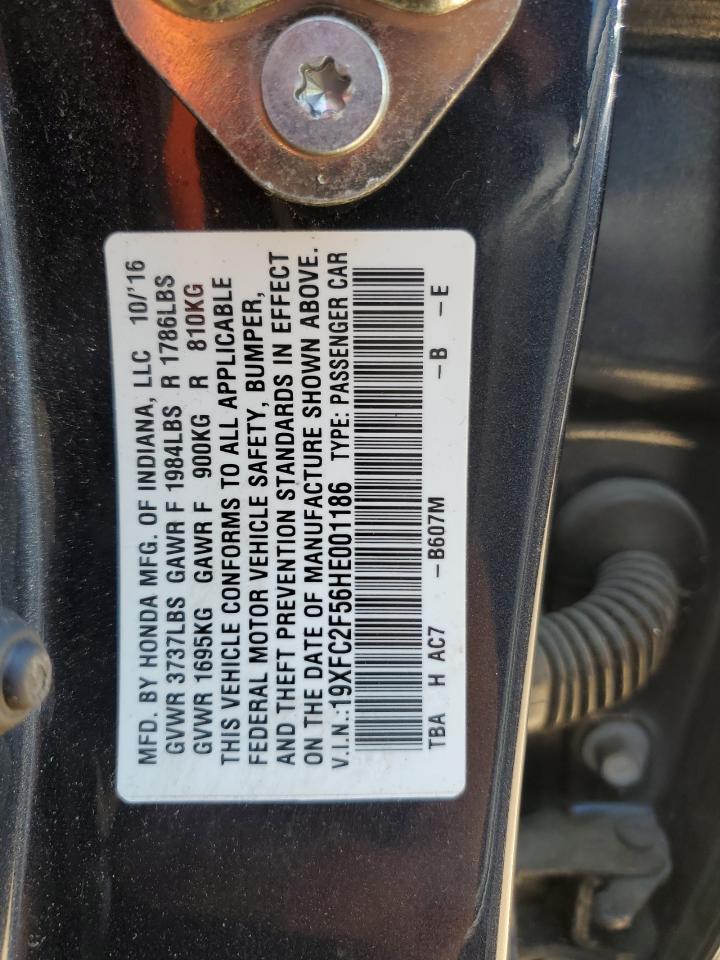 MFD. BY HONDA MFG. OF INDIANA, LLC 10/'16
GVWR 3737LBS GAWR F 1984LBS R 1786LBS
GVWR 1695KG GAWR F 900KG R 810KG
THIS VEHICLE CONFORMS TO ALL APPLICABLE
FEDERAL MOTOR VEHICLE SAFETY, BUMPER,
AND THEFT PREVENTION STANDARDS IN EFFECT
ON THE DATE OF MANUFACTURE SHOWN ABOVE.
V.I.N.:19XFC2F56HE001186 TYPE: PASSENGER CAR
TBA H AC7 -B607M -B -E